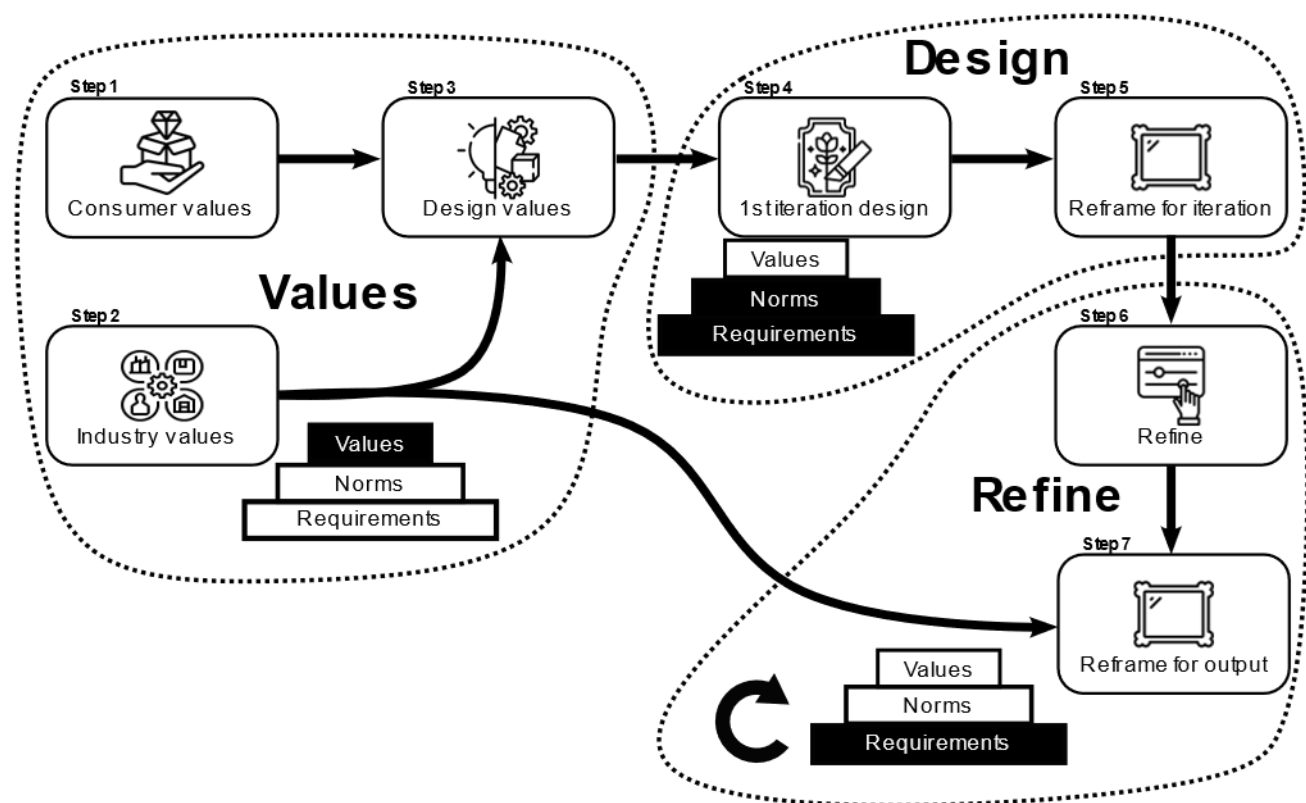 Design
Step 1
Consumer values
Step 3
Design values
Step 4
1st iteration design
Step 5
Reframe for iteration
Values
Norms
Requirements
Values
Step 2
Industry values
Values
Norms
Requirements
Step 6
Refine
Refine
Step 7
Reframe for output
Values
Norms
Requirements